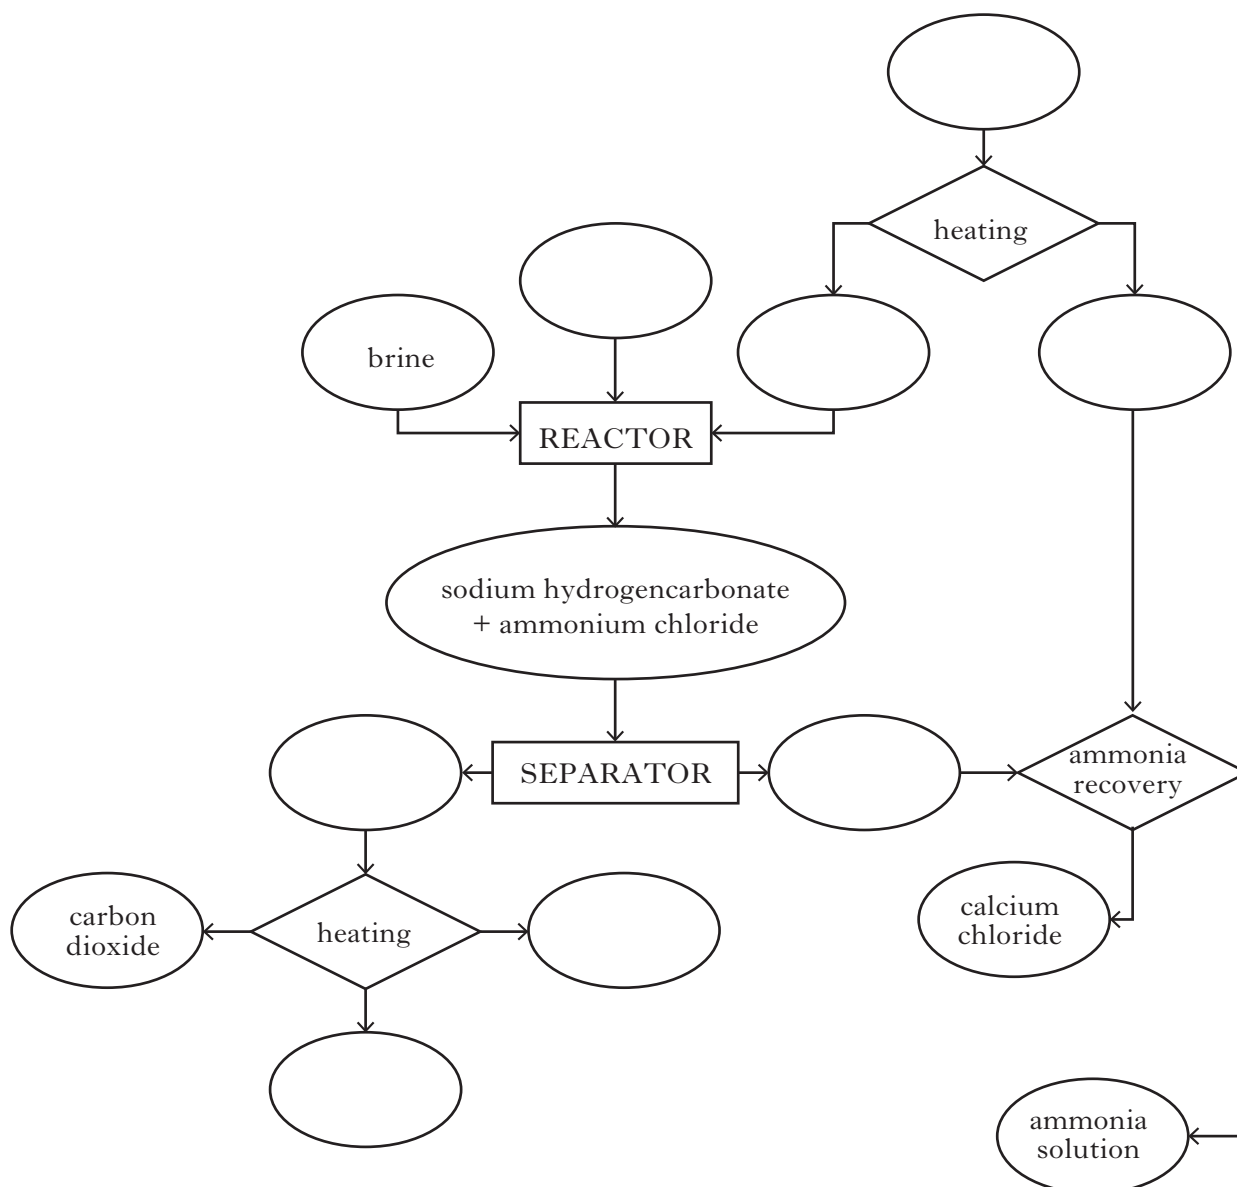 heating
brine
REACTOR
sodium hydrogencarbonate
+ ammonium chloride
SEPARATOR
ammonia
recovery
carbon
dioxide
heating
calcium
chloride
ammonia
solution